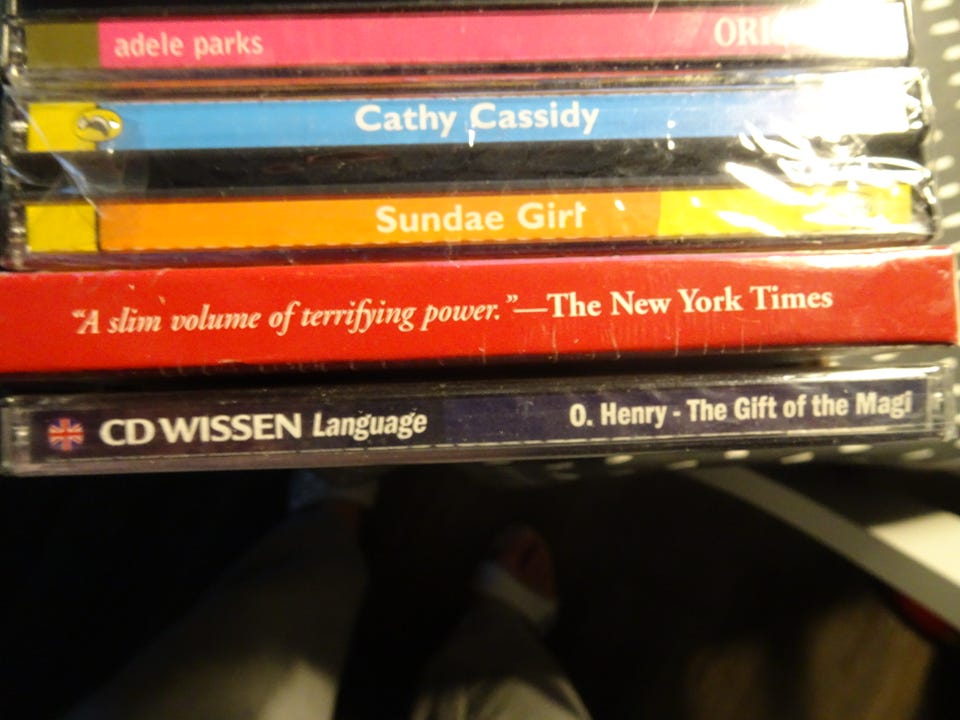 adele parks
Cathy Cassidy
Sundae Girl
“A slim volume of terrifying power.”—The New York Times
CD WISSEN Language O. Henry - The Gift of the Magi